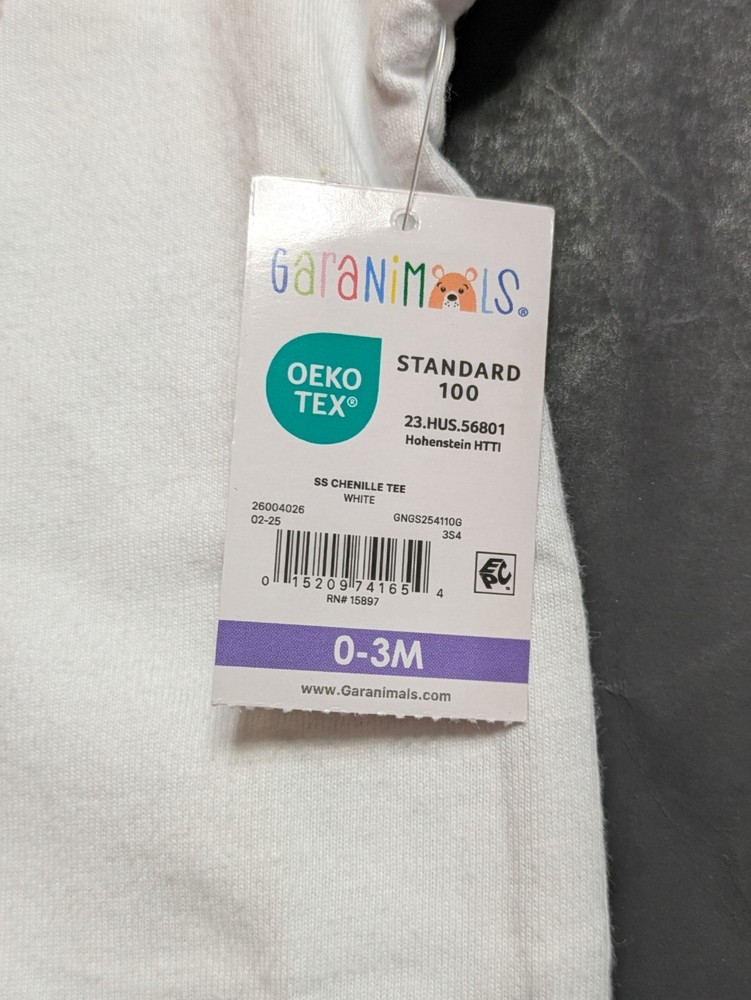 GaraNiMALS®
OEKO
TEX®
STANDARD
100
23.HUS.56801
Hohenstein HTTI
SS CHENILLE TEE
WHITE
26004026
GNGS254110G
02-25
3S4
0 15209 74165 4
EPC
RN# 15897
0-3M
www.Garanimals.com